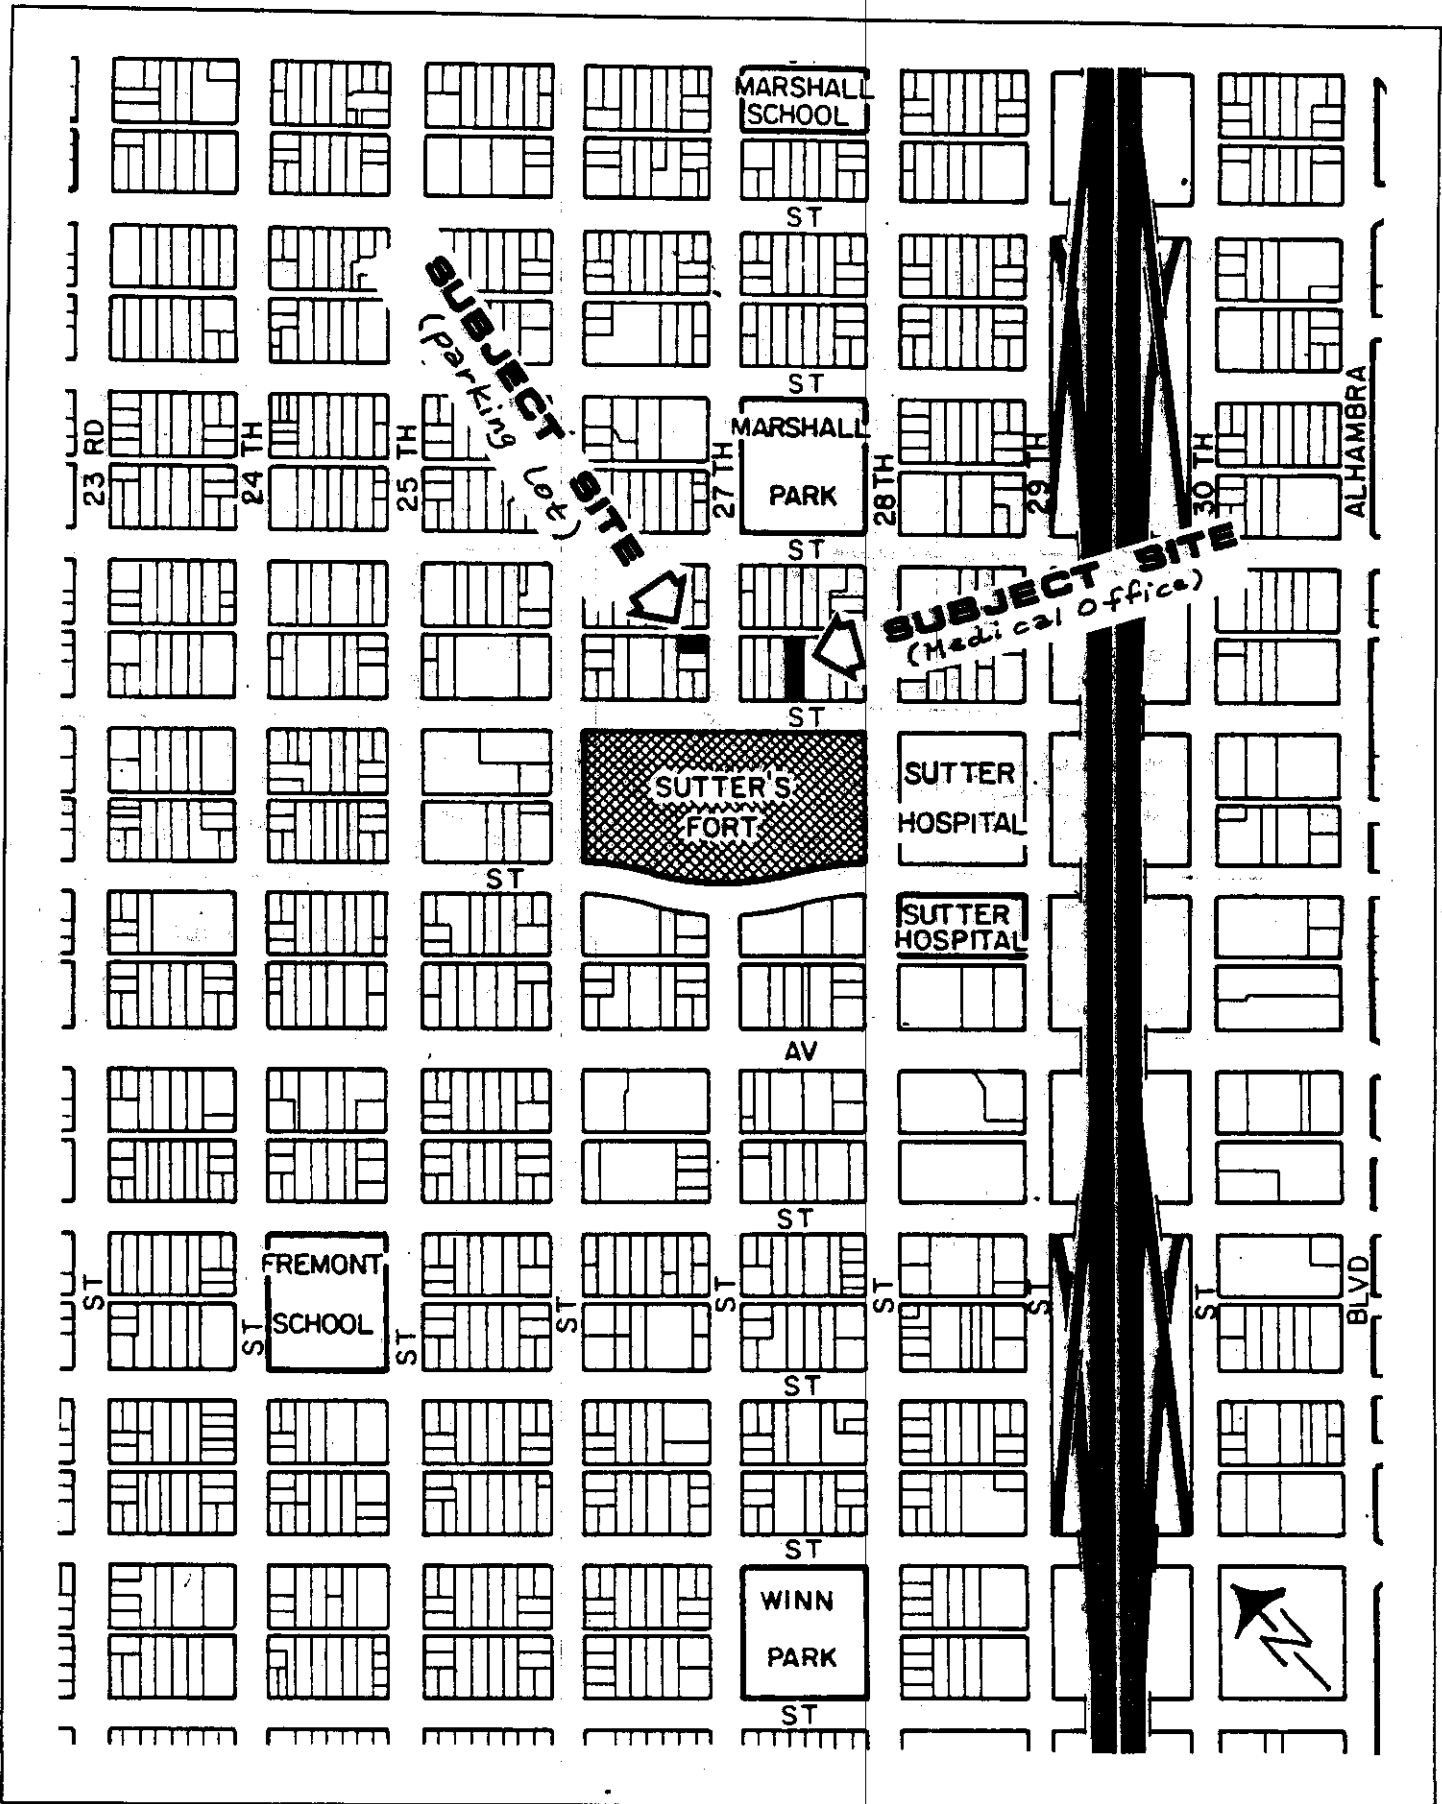 MARSHALL
SCHOOL
ST
SUBJECT SITE
(parking lot)
ST
23 RD
24 TH
25 TH
27 TH
MARSHALL
PARK
28 TH
29 TH
30 TH
ALHAMBRA
ST
SUBJECT SITE
(Medical Office)
ST
SUTTER'S
FORT
SUTTER
HOSPITAL
ST
SUTTER
HOSPITAL
AV
ST
FREMONT
SCHOOL
ST
ST
ST
ST
ST
ST
ST
ST
BLVD
ST
ST
WINN
PARK
N
ST